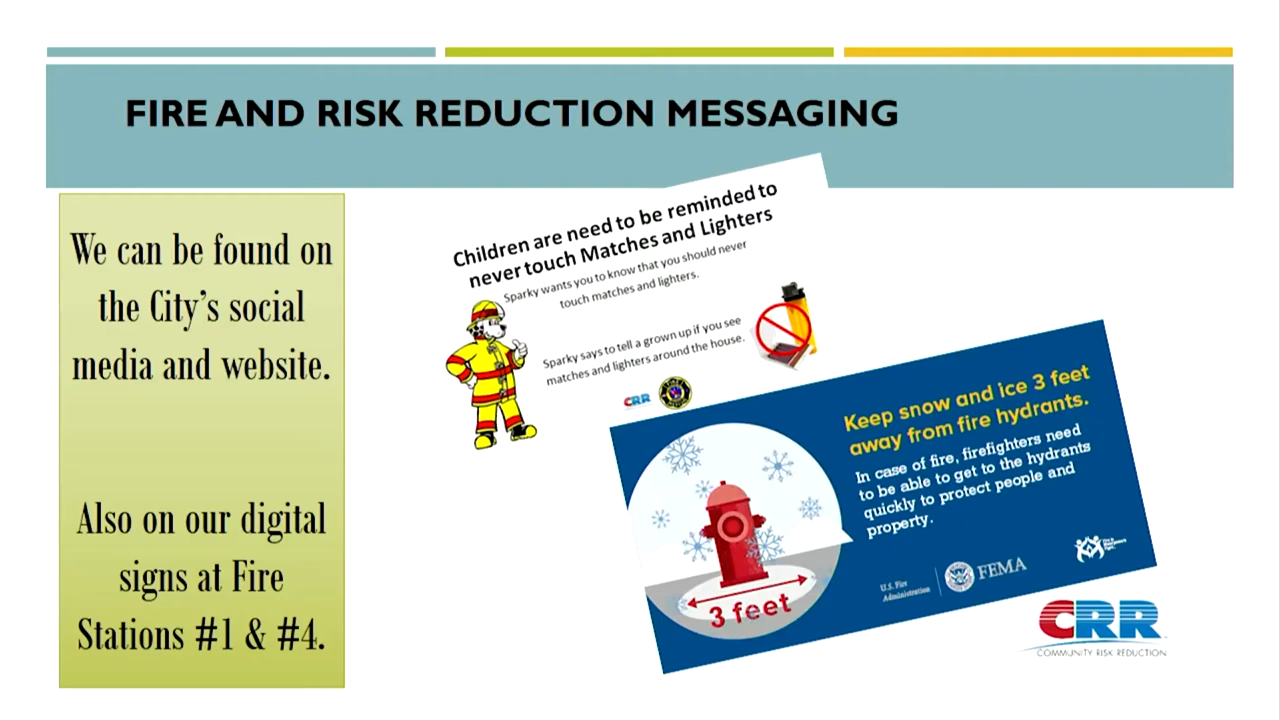 FIRE AND RISK REDUCTION MESSAGING
We can be found on
the City's social
media and website.
Also on our digital
signs at Fire
Stations #1 & #4.
Children are need to be reminded to
never touch Matches and Lighters
Sparky wants you to know that you should never
touch matches and lighters.
Sparky says to tell a grown up if you see
matches and lighters around the house.
CRR
Keep snow and ice 3 feet
away from fire hydrants.
In case of fire, firefighters need
to be able to get to the hydrants
quickly to protect people and
property.
3 feet
U.S. Fire
Administration
FEMA
CRR
COMMUNITY RISK REDUCTION